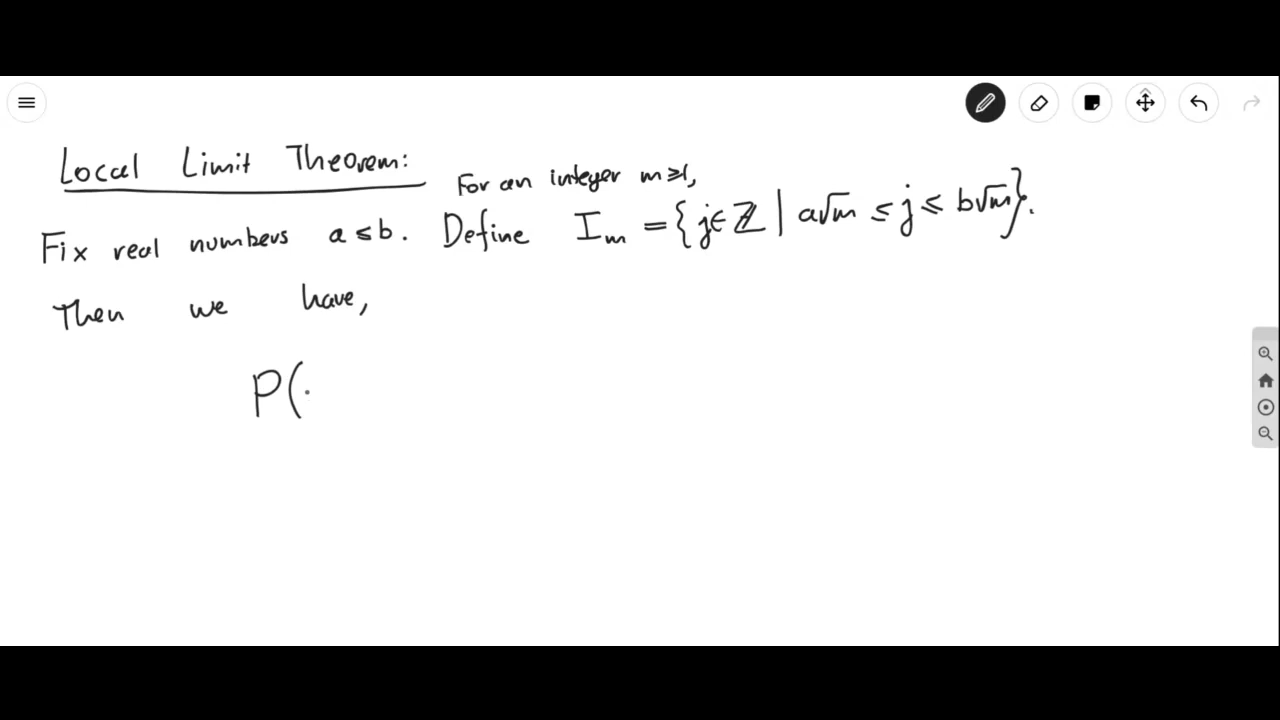 Local Limit Theorem:
For an integer m ≥ 1,
Fix real numbers a ≤ b. Define I_m = {j ∈ ℤ | a√m ≤ j ≤ b√m}.
Then we have,
P(